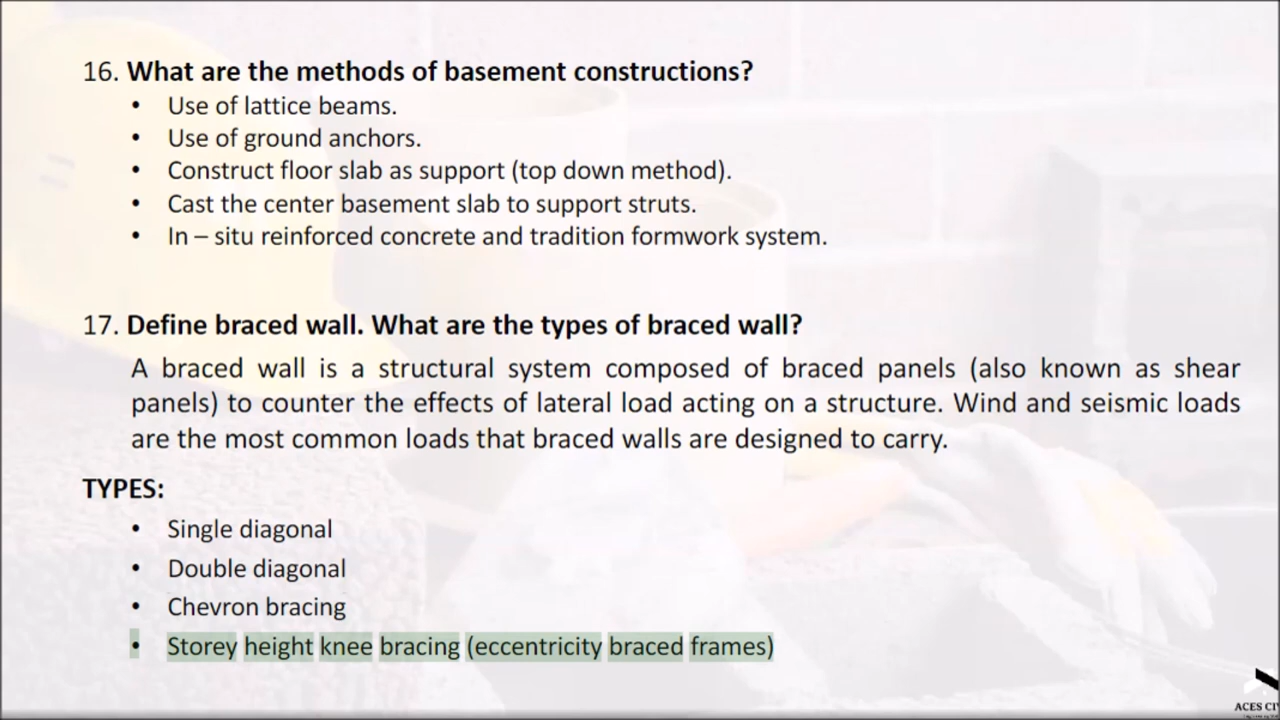 16. What are the methods of basement constructions?
• Use of lattice beams.
• Use of ground anchors.
• Construct floor slab as support (top down method).
• Cast the center basement slab to support struts.
• In – situ reinforced concrete and tradition formwork system.
17. Define braced wall. What are the types of braced wall?
A braced wall is a structural system composed of braced panels (also known as shear
panels) to counter the effects of lateral load acting on a structure. Wind and seismic loads
are the most common loads that braced walls are designed to carry.
TYPES:
• Single diagonal
• Double diagonal
• Chevron bracing
• Storey height knee bracing (eccentricity braced frames)
ACES CI